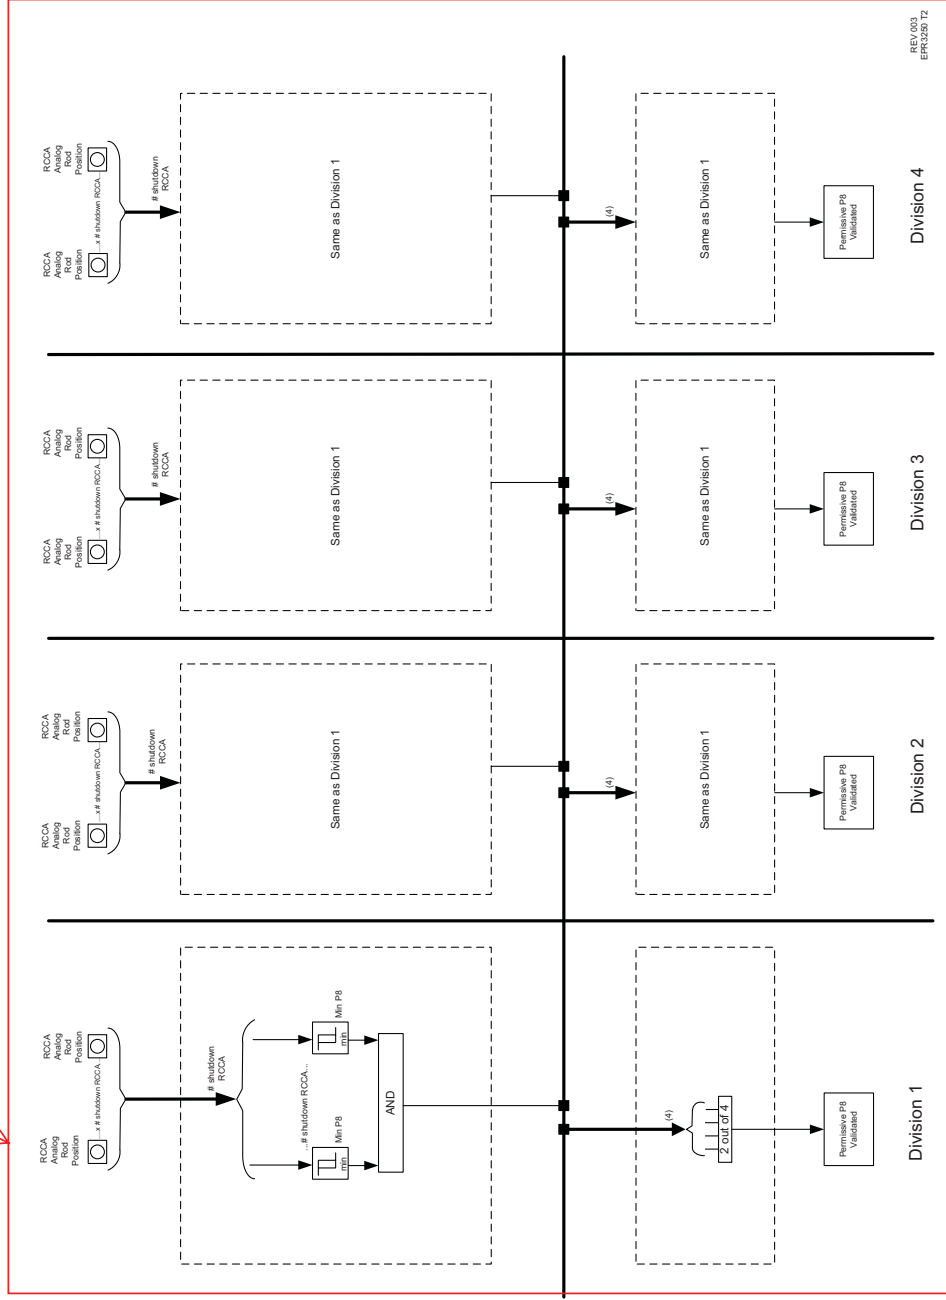 RCCA
Analog
Rod
Position
...x # shutdown RCCA...
RCCA
Analog
Rod
Position
# shutdown
RCCA
Min P8
min
...# shutdown RCCA...
Min P8
min
AND
(4)
2 out of 4
Permissive P8
Validated
Division 1
RCCA
Analog
Rod
Position
...x # shutdown RCCA...
RCCA
Analog
Rod
Position
# shutdown
RCCA
Same as Division 1
(4)
Same as Division 1
Permissive P8
Validated
Division 2
RCCA
Analog
Rod
Position
...x # shutdown RCCA...
RCCA
Analog
Rod
Position
# shutdown
RCCA
Same as Division 1
(4)
Same as Division 1
Permissive P8
Validated
Division 3
RCCA
Analog
Rod
Position
...x # shutdown RCCA...
RCCA
Analog
Rod
Position
# shutdown
RCCA
Same as Division 1
(4)
Same as Division 1
Permissive P8
Validated
Division 4
REV 003
EPR3250 T2